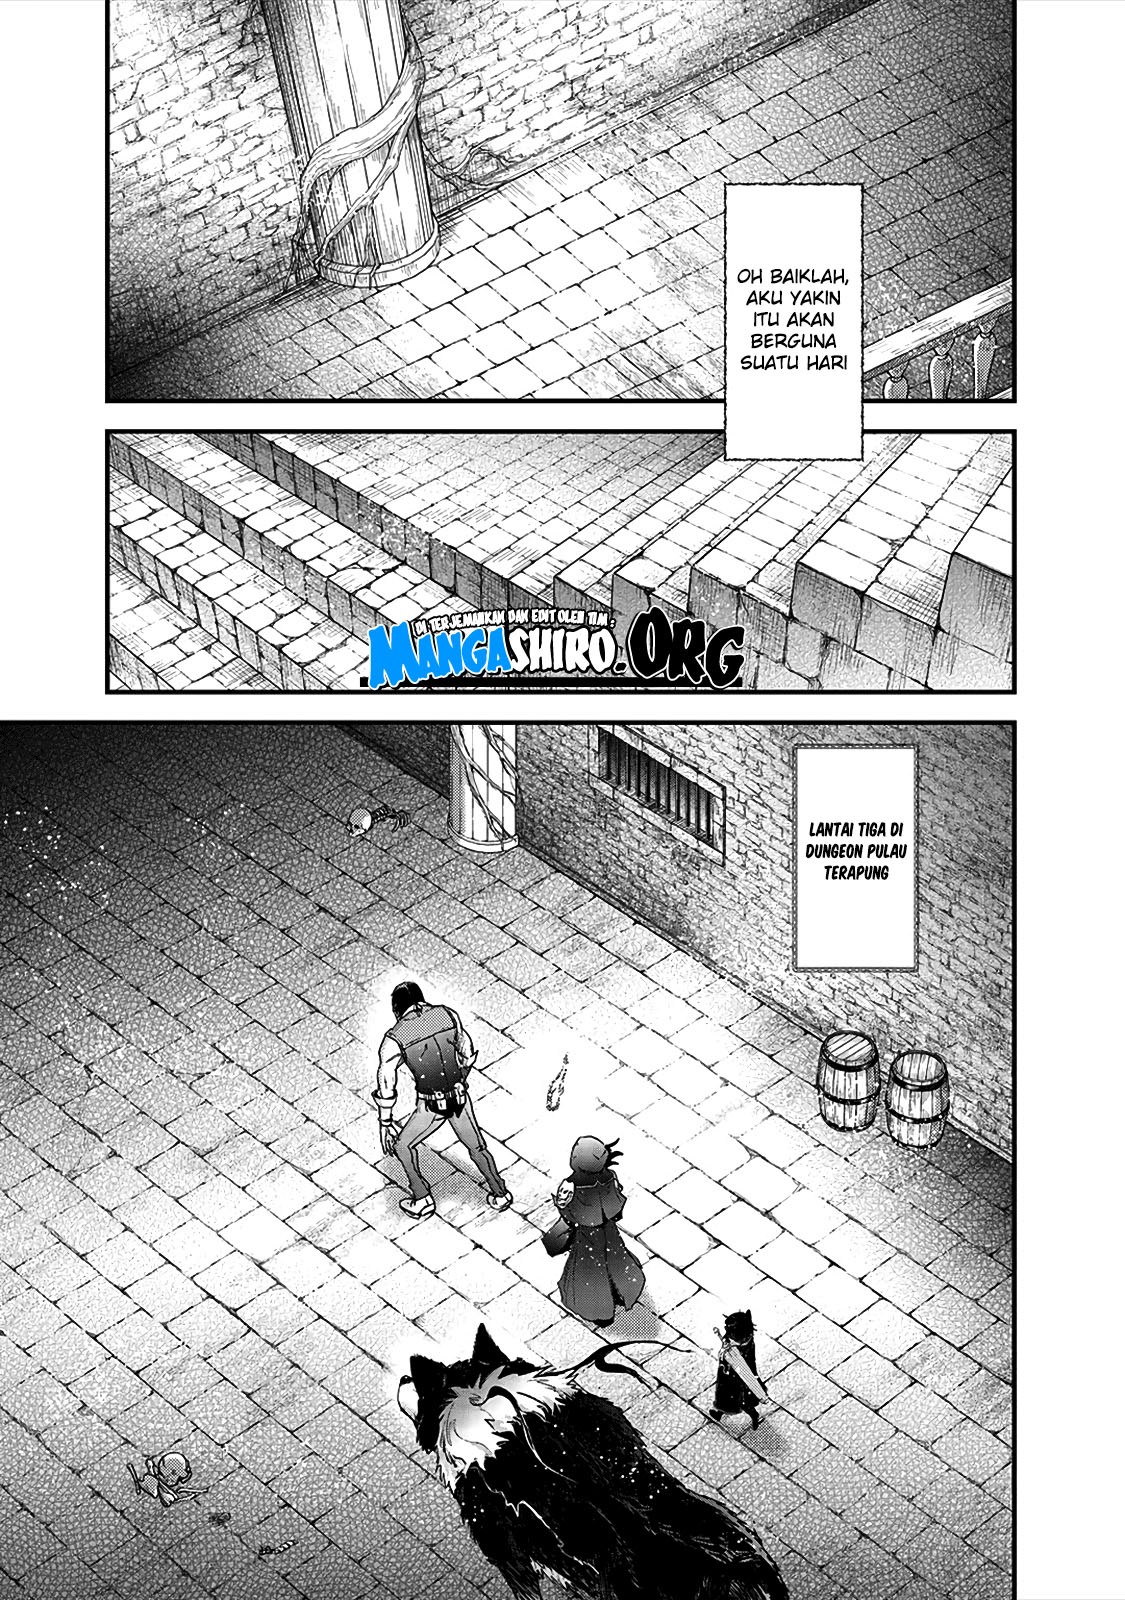 OH BAIKLAH,
AKU YAKIN
ITU AKAN
BERGUNA
SUATU HARI
DI TERJEMAHKAN DAN EDIT OLEH TIM :
MANGASHIRO.ORG
LANTAI TIGA DI
DUNGEON PULAU
TERAPUNG